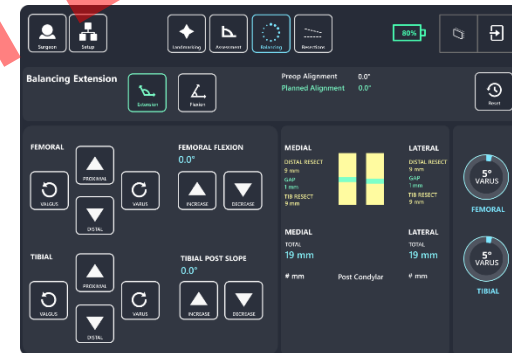 Surgeon Setup Landmarking Assessment Balancing Resections 80%
Balancing Extension
Extension Flexion
Preop Alignment 0.0°
Planned Alignment 0.0°
Reset
FEMORAL
PROXIMAL
VALGUS VARUS
DISTAL
FEMORAL FLEXION
0.0°
INCREASE DECREASE
TIBIAL
PROXIMAL
VALGUS VARUS
DISTAL
TIBIAL POST SLOPE
0.0°
INCREASE DECREASE
MEDIAL
DISTAL RESECT
9 mm
GAP
1 mm
TIB RESECT
9 mm
LATERAL
DISTAL RESECT
9 mm
GAP
1 mm
TIB RESECT
9 mm
MEDIAL
TOTAL
19 mm
# mm
Post Condylar
LATERAL
TOTAL
19 mm
# mm
5°
VARUS
FEMORAL
5°
VARUS
TIBIAL